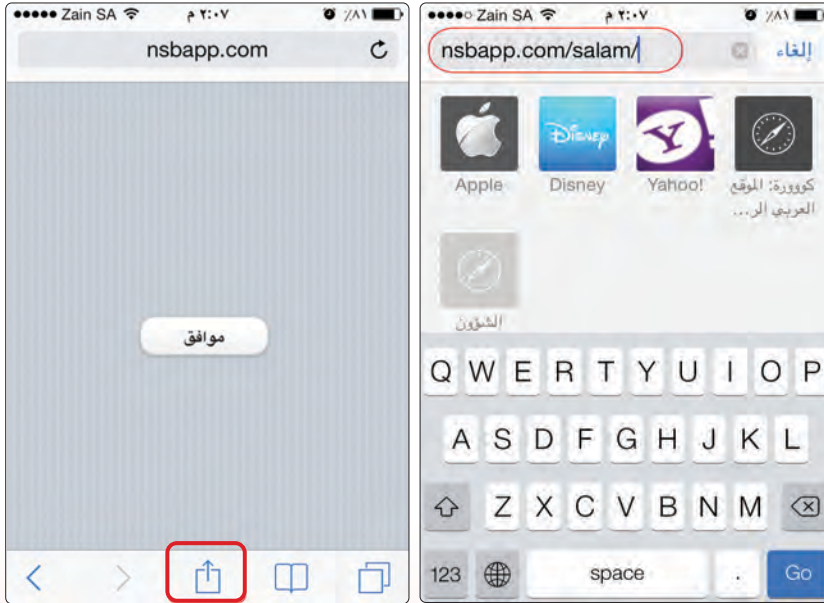 Zain SA ٢:٠٧ م ٪٨١
nsbapp.com
موافق
Zain SA ٢:٠٧ م ٪٨١
nsbapp.com/salam/ إلغاء
Apple Disney Yahoo! كووورة: الموقع
العربي الر...
Disney
الشؤون
Q W E R T Y U I O P
A S D F G H J K L
Z X C V B N M
123 space . Go